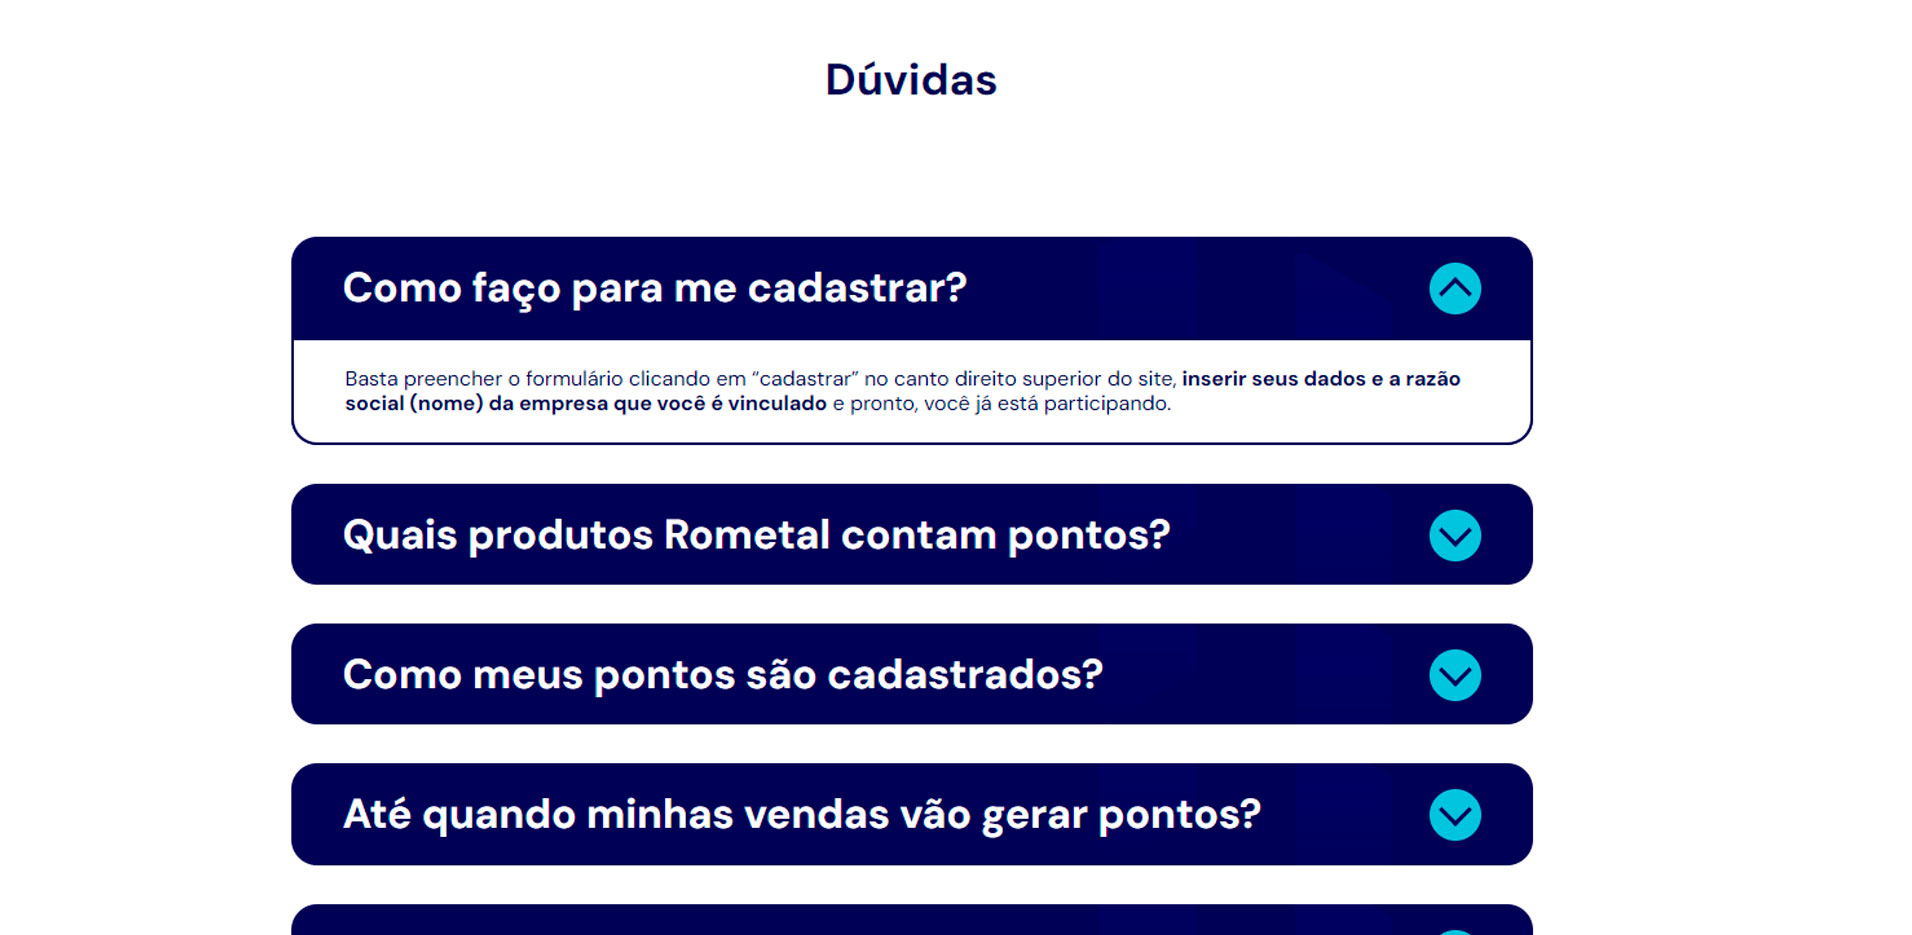 Dúvidas
Como faço para me cadastrar?
Basta preencher o formulário clicando em “cadastrar” no canto direito superior do site, inserir seus dados e a razão
social (nome) da empresa que você é vinculado e pronto, você já está participando.
Quais produtos Rometal contam pontos?
Como meus pontos são cadastrados?
Até quando minhas vendas vão gerar pontos?